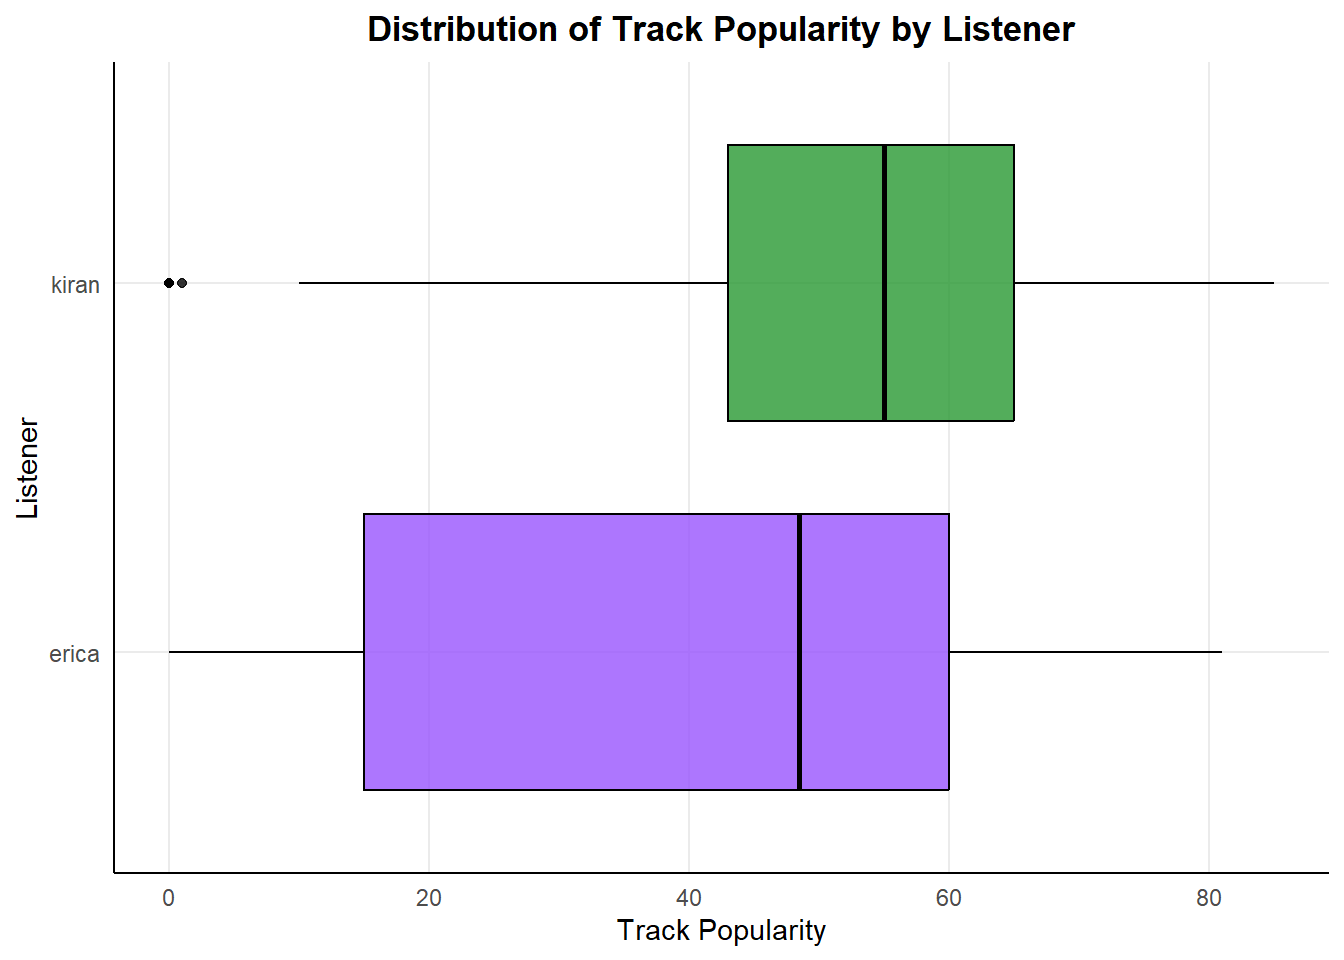 Distribution of Track Popularity by Listener
Listener
kiran
erica
0 20 40 60 80
Track Popularity